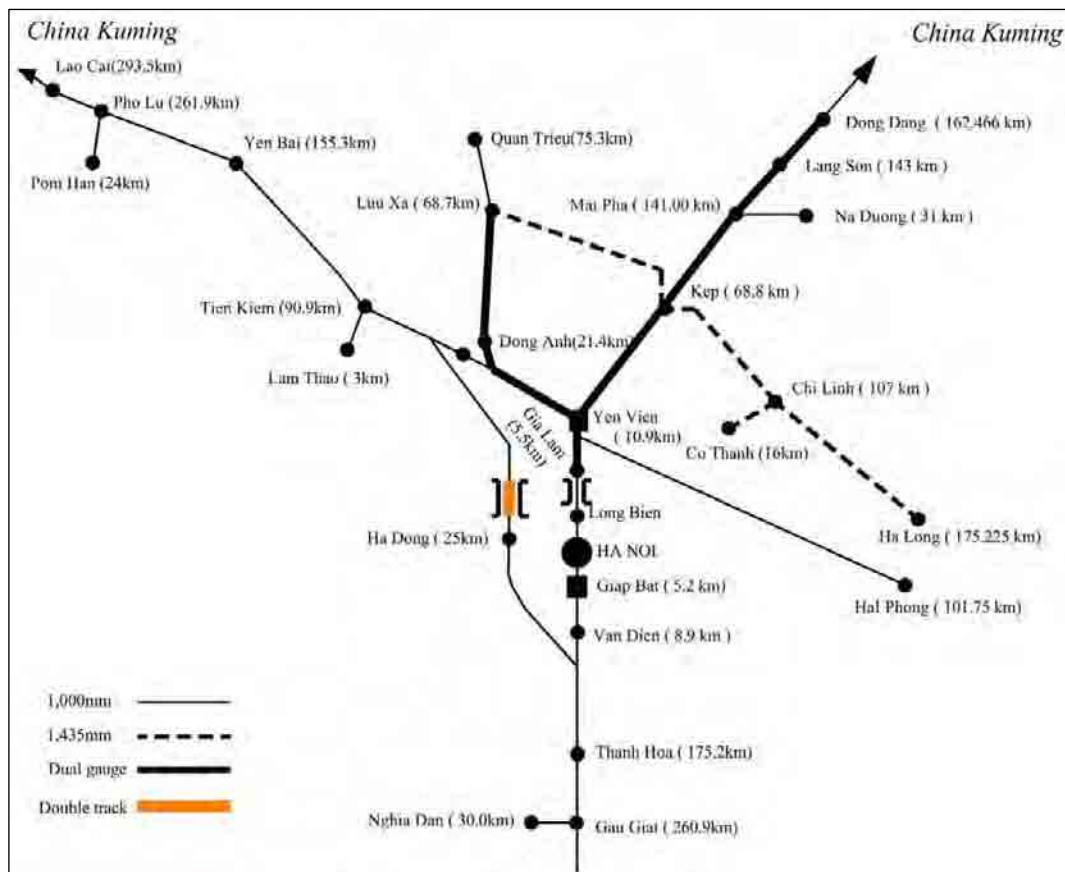 China Kuming
China Kuming
Lao Cai(293.5km)
Pho Lu (261.9km)
Yen Bai (155.3km)
Pom Han (24km)
Quan Trieu(75.3km)
Dong Dang ( 162.466 km)
Lang Son ( 143 km )
Luu Xa ( 68.7km)
Mai Pha ( 141.00 km)
Na Duong ( 31 km )
Tien Kiem (90.9km)
Kep ( 68.8 km )
Dong Anh(21.4km)
Lam Thao ( 3km)
Chi Linh ( 107 km )
Gia Lam
(5.5km)
Yen Vien
( 10.9km)
Co Thanh (16km)
Long Bien
Ha Dong ( 25km)
HA NOI.
Ha Long ( 175.225 km)
Giap Bat ( 5.2 km)
Hal Phong ( 101.75 km)
Van Dien ( 8.9 km )
1,000mm
1,435mm
Dual gauge
Double track
Thanh Hoa ( 175.2km)
Nghia Dan ( 30.0km)
Gau Giat ( 260.9km)